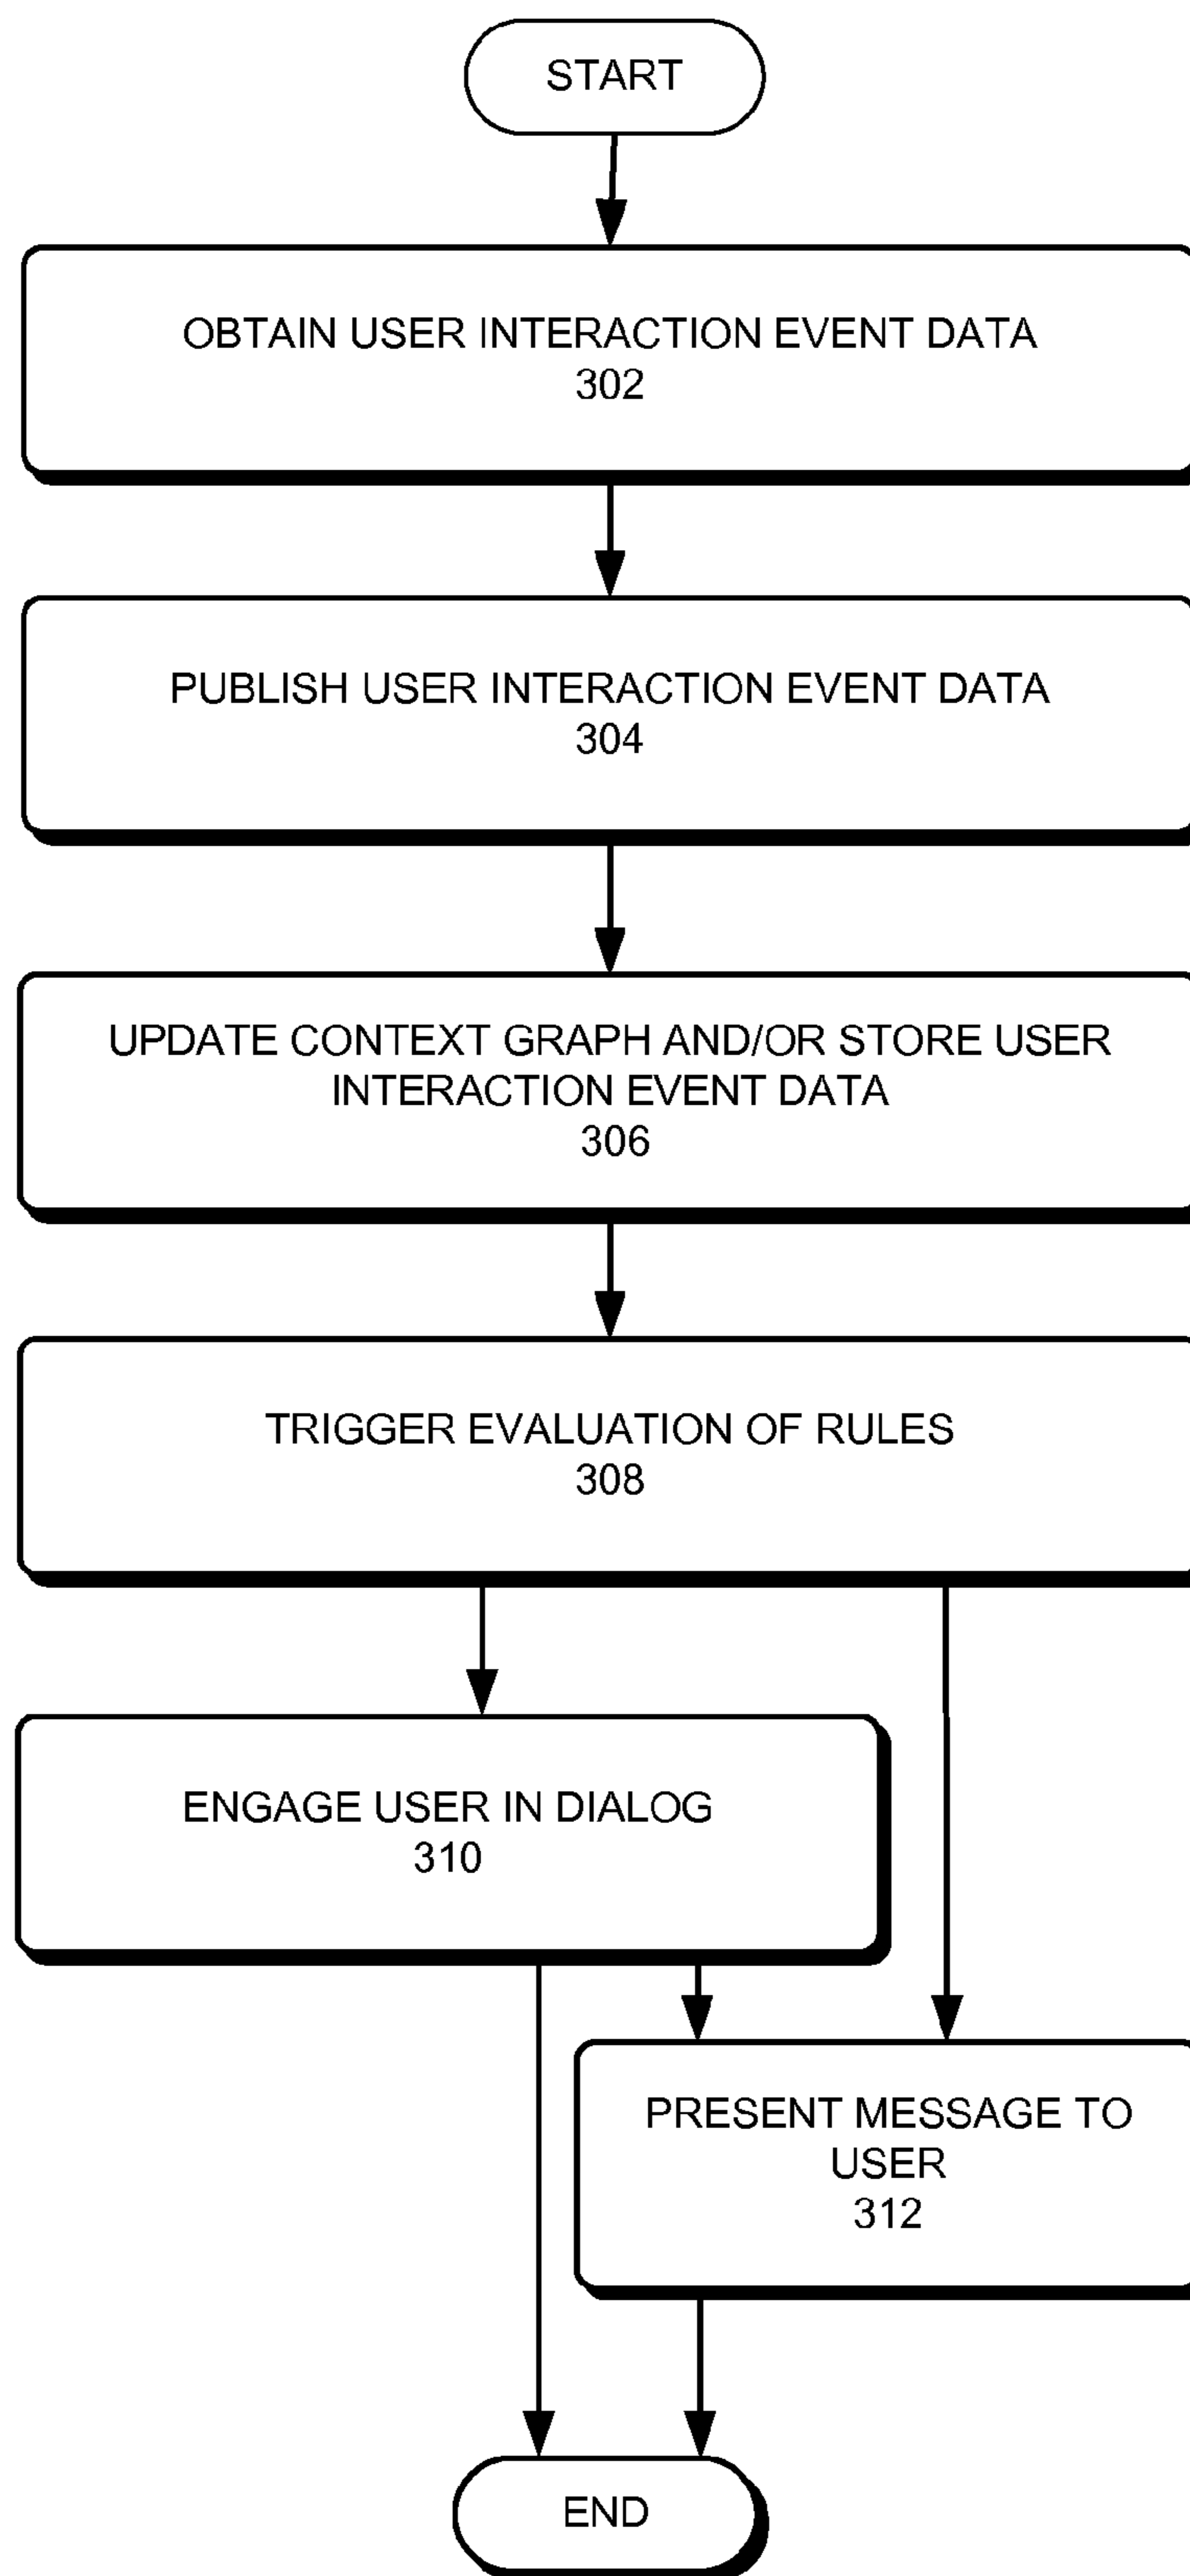 START
OBTAIN USER INTERACTION EVENT DATA
302
PUBLISH USER INTERACTION EVENT DATA
304
UPDATE CONTEXT GRAPH AND/OR STORE USER
INTERACTION EVENT DATA
306
TRIGGER EVALUATION OF RULES
308
ENGAGE USER IN DIALOG
310
PRESENT MESSAGE TO
USER
312
END